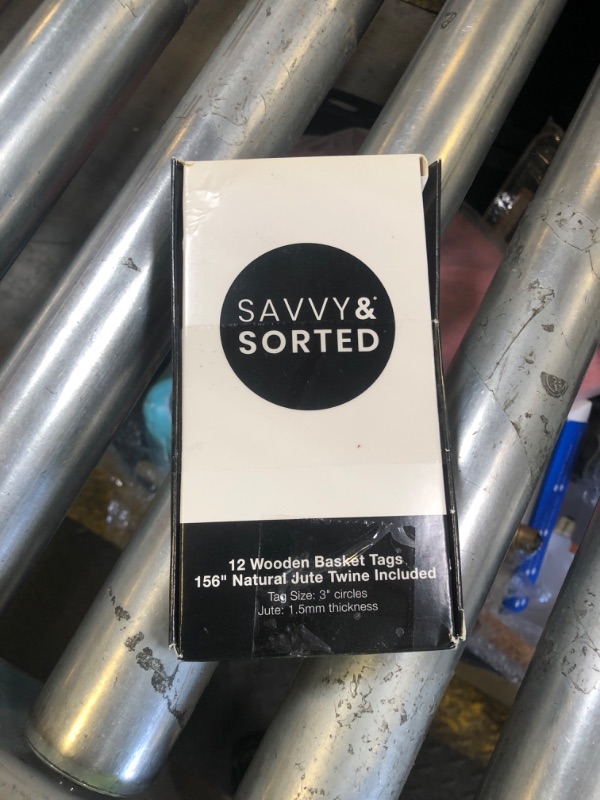 SAVVY&
SORTED
12 Wooden Basket Tags
156" Natural Jute Twine Included
Tag Size: 3" circles
Jute: 1.5mm thickness